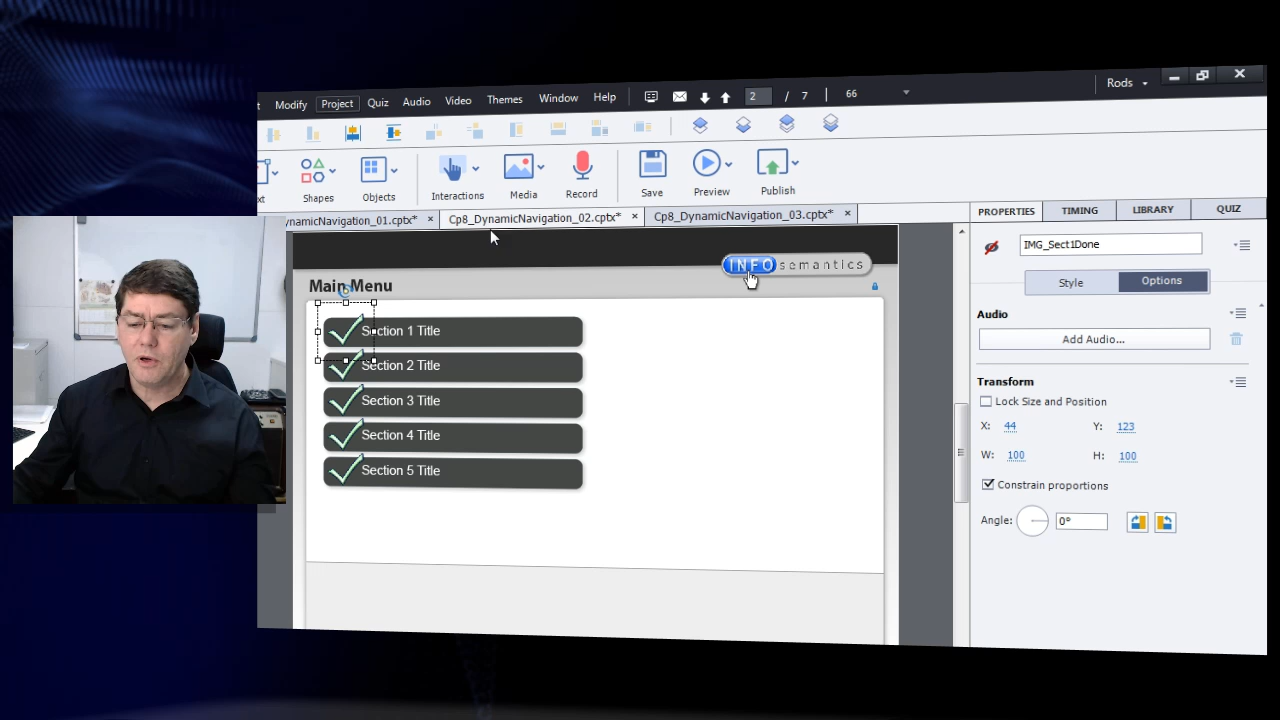 t Modify Project Quiz Audio Video Themes Window Help 2 / 7 66 Rods
xt Shapes Objects Interactions Media Record Save Preview Publish
ynamicNavigation_01.cptx* Cp8_DynamicNavigation_02.cptx* Cp8_DynamicNavigation_03.cptx*
PROPERTIES TIMING LIBRARY QUIZ
IMG_Sect1Done
INFOsemantics
Main Menu
Style Options
Audio
Add Audio...
Section 1 Title
Section 2 Title
Section 3 Title
Section 4 Title
Section 5 Title
Transform
Lock Size and Position
X: 44 Y: 123
W: 100 H: 100
Constrain proportions
Angle: 0°